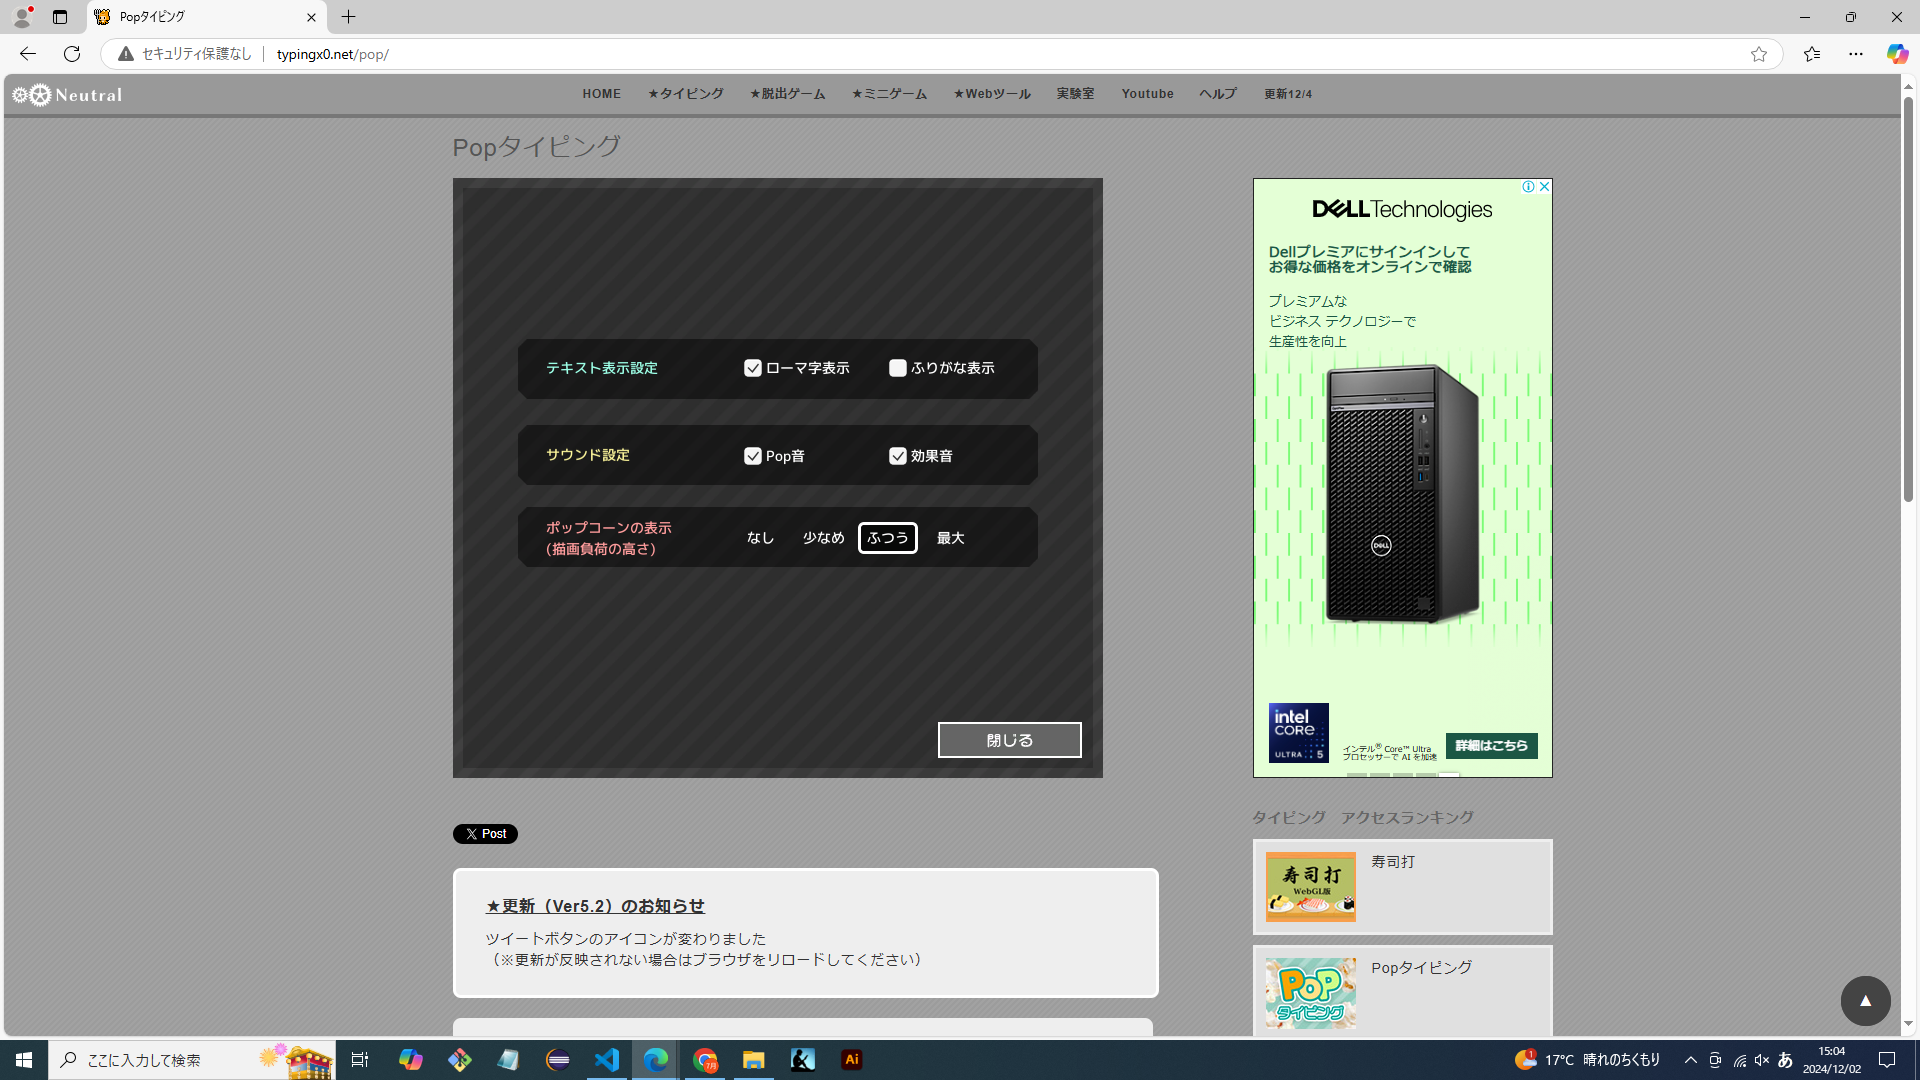 Popタイピング
セキュリティ保護なし
typingx0.net/pop/
Neutral
HOME
★タイピング
★脱出ゲーム
★ミニゲーム
★Webツール
実験室
Youtube
ヘルプ
更新12/4
Popタイピング
テキスト表示設定
ローマ字表示
ふりがな表示
サウンド設定
Pop音
効果音
ポップコーンの表示
(描画負荷の高さ)
なし
少なめ
ふつう
最大
閉じる
DELLTechnologies
Dellプレミアにサインインして
お得な価格をオンラインで確認
プレミアムな
ビジネス テクノロジーで
生産性を向上
DELL
intel
CORE
ULTRA 5
インテル® Core™ Ultra
プロセッサーで AI を加速
詳細はこちら
Post
★更新（Ver5.2）のお知らせ
ツイートボタンのアイコンが変わりました
（※更新が反映されない場合はブラウザをリロードしてください）
タイピング　アクセスランキング
寿司打
WebGL版
寿司打
POP
タイピング
Popタイピング
ここに入力して検索
Ai
1
17°C 晴れのちくもり
あ
15:04
2024/12/02